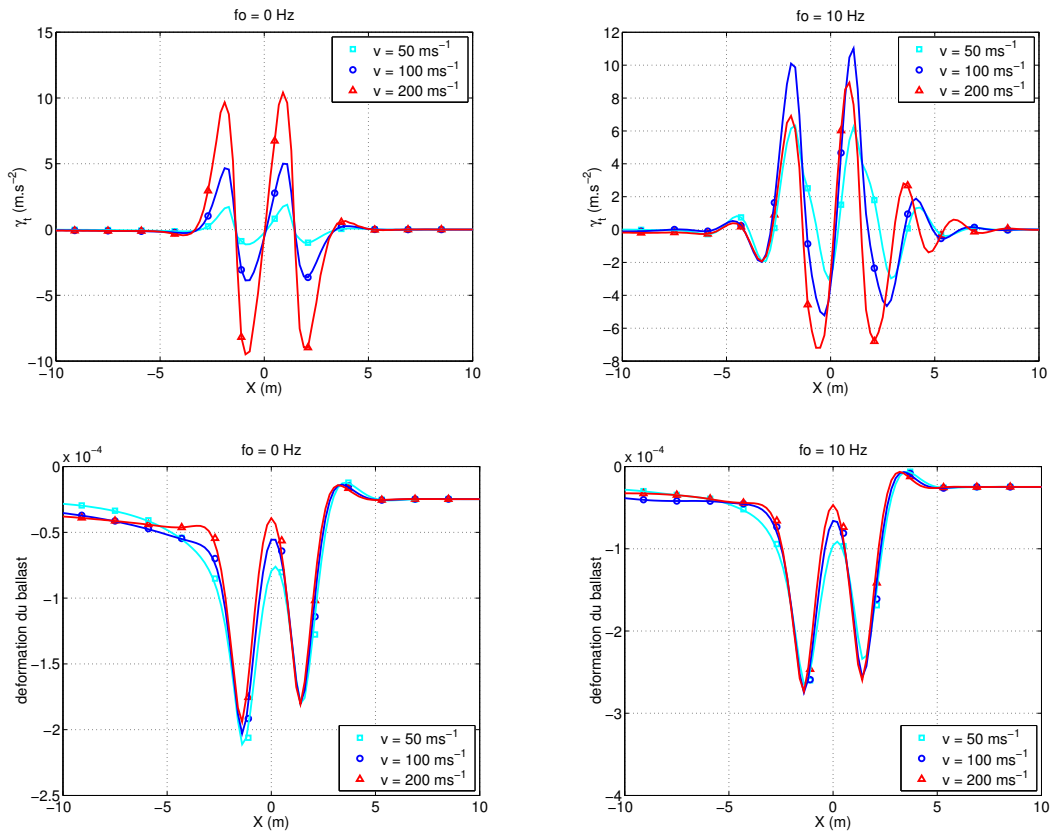 fo = 0 Hz
γt (m.s−2)
15
10
5
0
−5
−10
−10
−5
0
5
10
X (m)
v = 50 ms−1
v = 100 ms−1
v = 200 ms−1
fo = 10 Hz
γt (m.s−2)
12
10
8
6
4
2
0
−2
−4
−6
−8
−10
−5
0
5
10
X (m)
v = 50 ms−1
v = 100 ms−1
v = 200 ms−1
x 10−4
fo = 0 Hz
deformation du ballast
0
−0.5
−1
−1.5
−2
−2.5
−10
−5
0
5
10
X (m)
v = 50 ms−1
v = 100 ms−1
v = 200 ms−1
x 10−4
fo = 10 Hz
deformation du ballast
0
−1
−2
−3
−4
−10
−5
0
5
10
X (m)
v = 50 ms−1
v = 100 ms−1
v = 200 ms−1